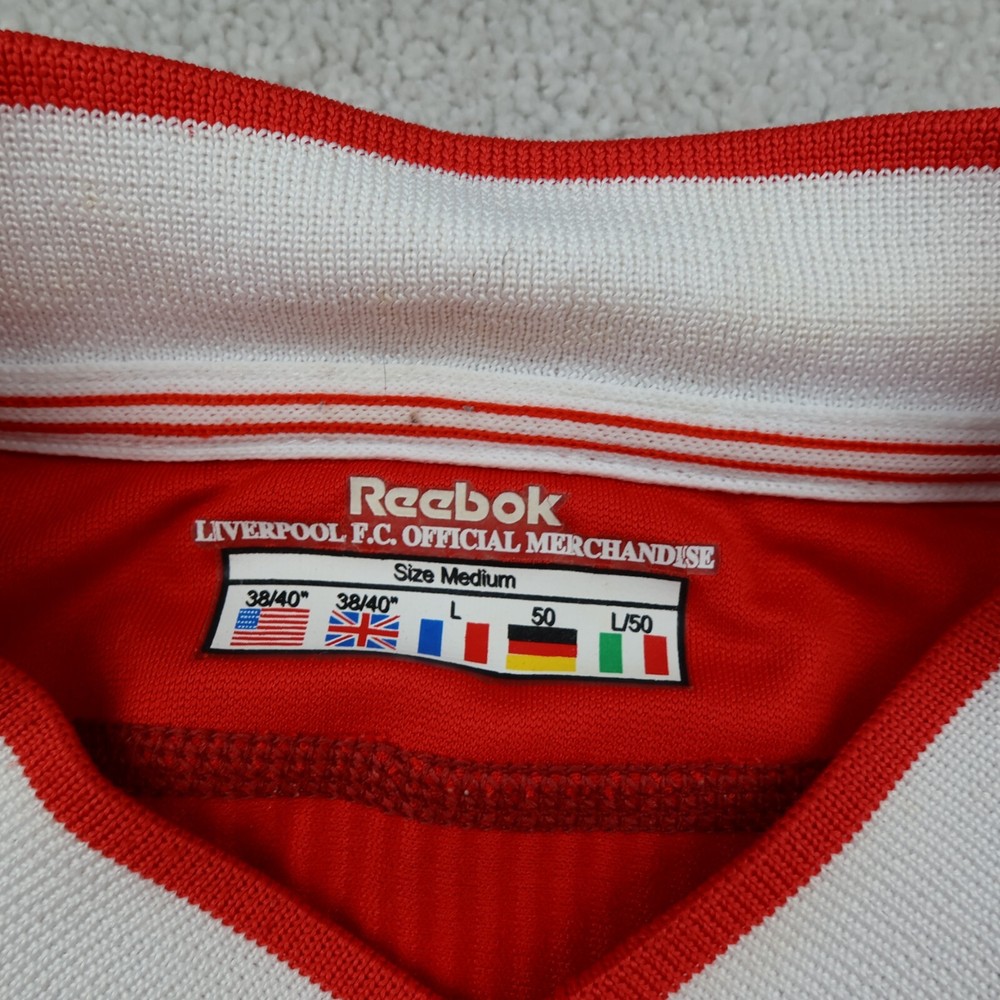 Reebok
LIVERPOOL F.C. OFFICIAL MERCHANDISE
Size Medium
38/40" 38/40" L 50 L/50